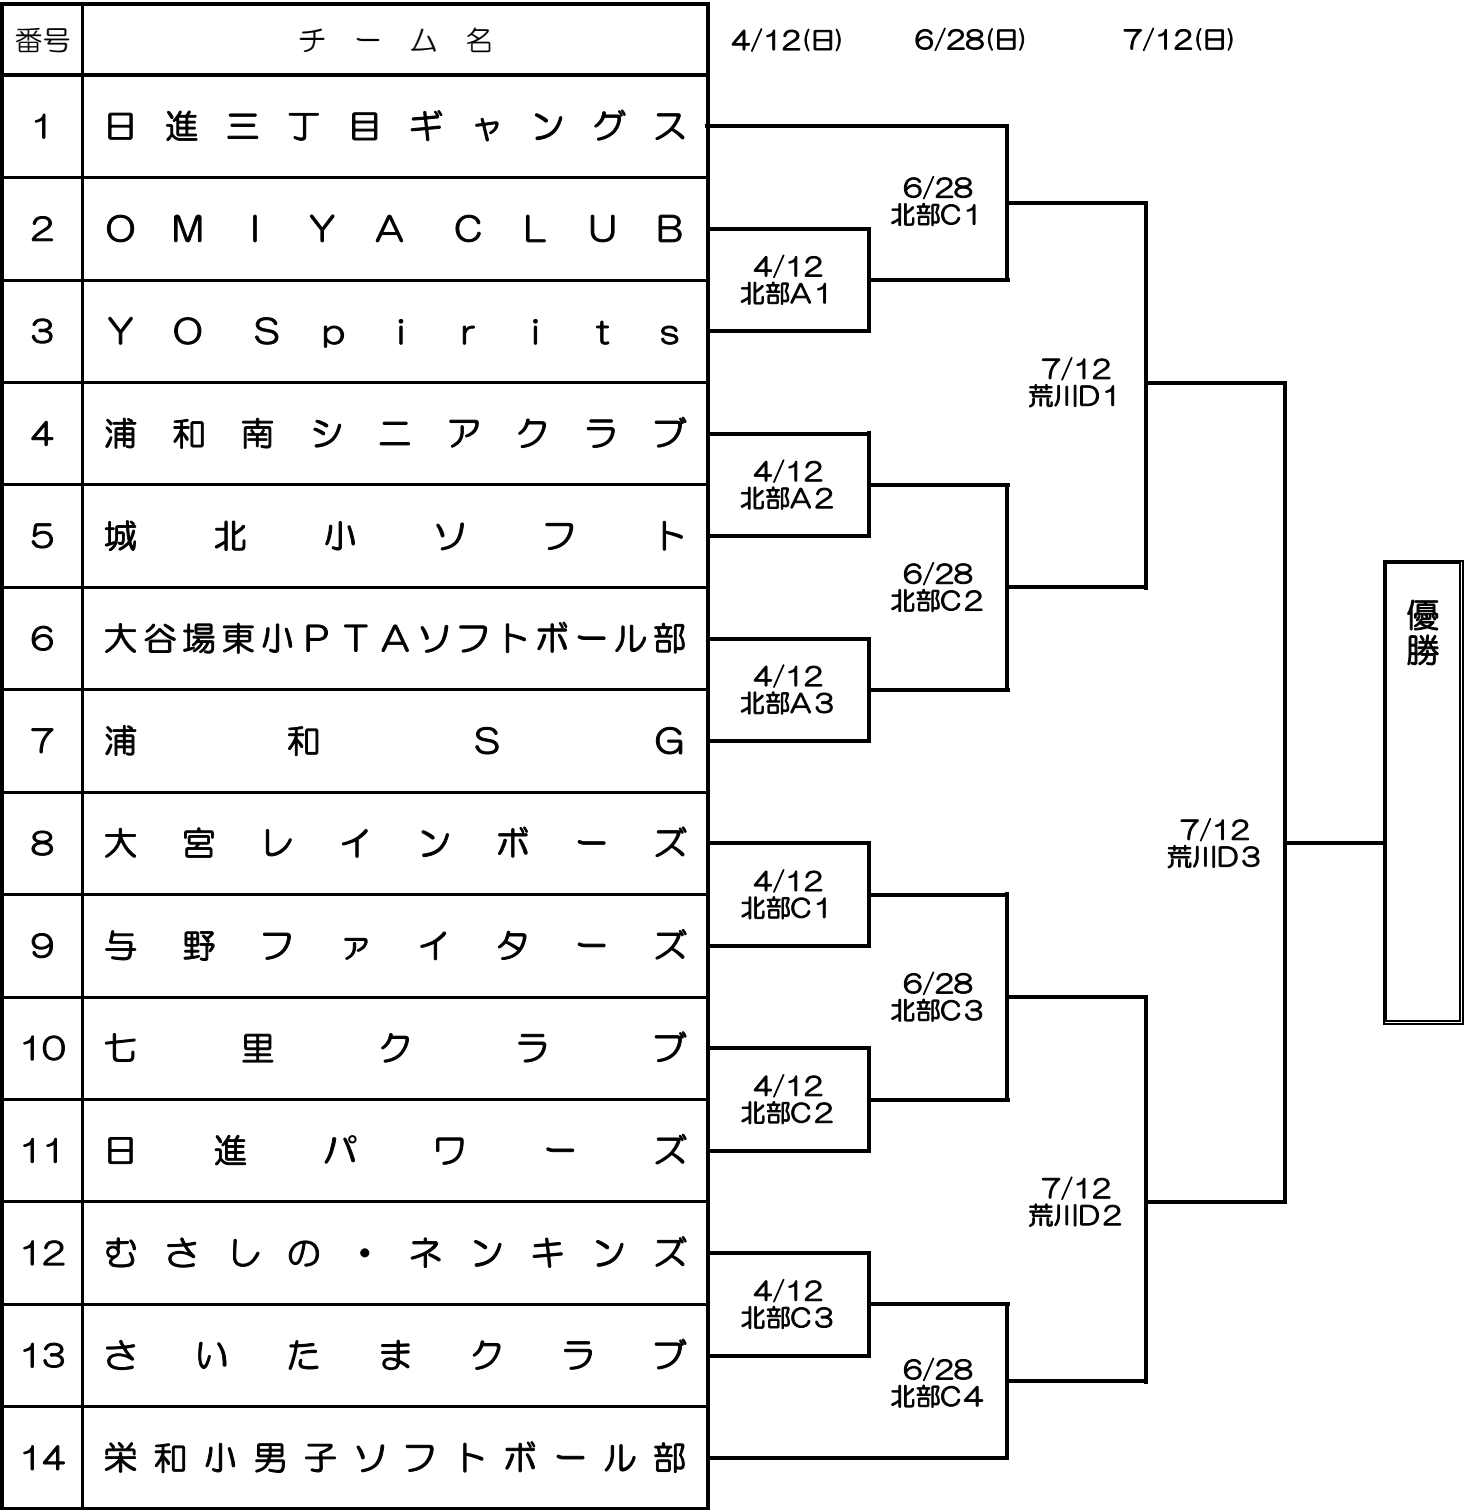 番号 チーム名 4/12(日) 6/28(日) 7/12(日)
1 日進三丁目ギャングス
2 ＯＭＩＹＡＣＬＵＢ
3 ＹＯＳｐｉｒｉｔｓ
4 浦和南シニアクラブ
5 城北小ソフト
6 大谷場東小ＰＴＡソフトボール部
7 浦和ＳＧ
8 大宮レインボーズ
9 与野ファイターズ
10 七里クラブ
11 日進パワーズ
12 むさしの・ネンキンズ
13 さいたまクラブ
14 栄和小男子ソフトボール部
4/12
北部A1
4/12
北部A2
4/12
北部A3
4/12
北部C1
4/12
北部C2
4/12
北部C3
6/28
北部C1
6/28
北部C2
6/28
北部C3
6/28
北部C4
7/12
荒川D1
7/12
荒川D2
7/12
荒川D3
優勝